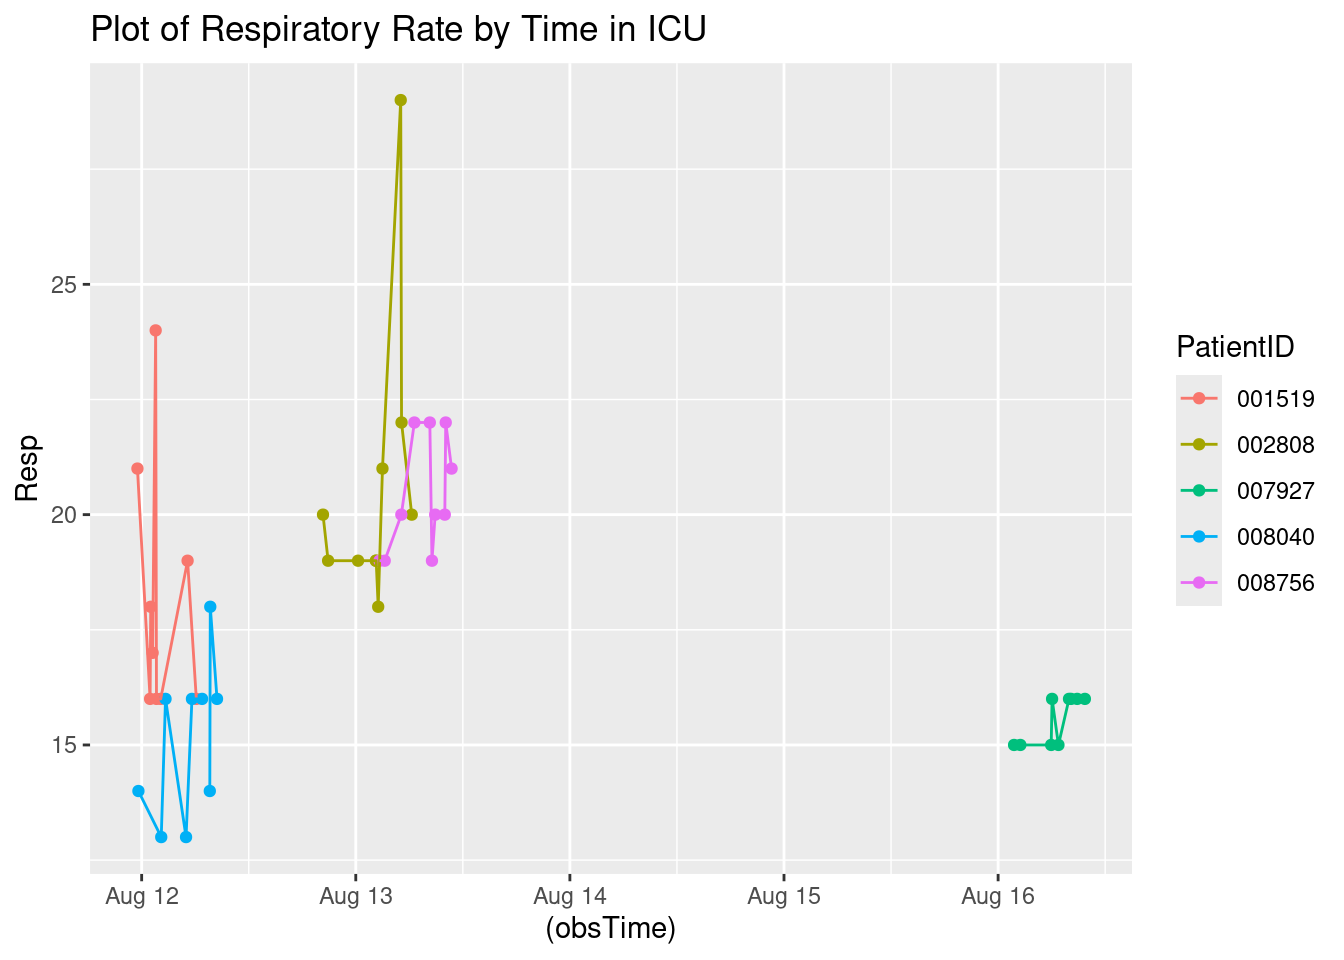 Plot of Respiratory Rate by Time in ICU
Resp
25
20
15
Aug 12
Aug 13
Aug 14
Aug 15
Aug 16
(obsTime)
PatientID
001519
002808
007927
008040
008756